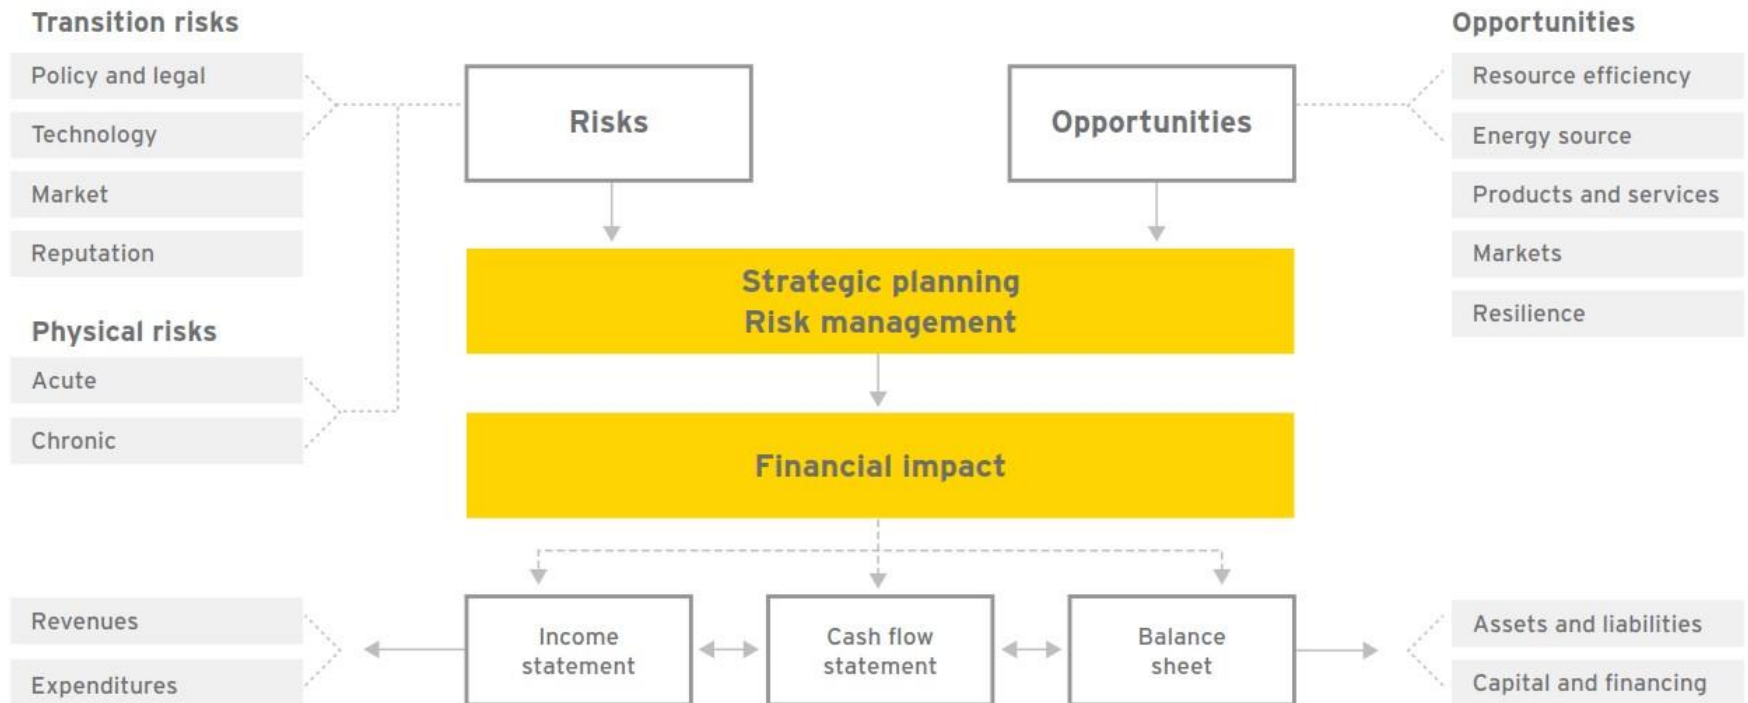 Transition risks
Policy and legal
Technology
Market
Reputation
Physical risks
Acute
Chronic
Risks
Opportunities
Opportunities
Resource efficiency
Energy source
Products and services
Markets
Resilience
Strategic planning
Risk management
Financial impact
Revenues
Expenditures
Income
statement
Cash flow
statement
Balance
sheet
Assets and liabilities
Capital and financing